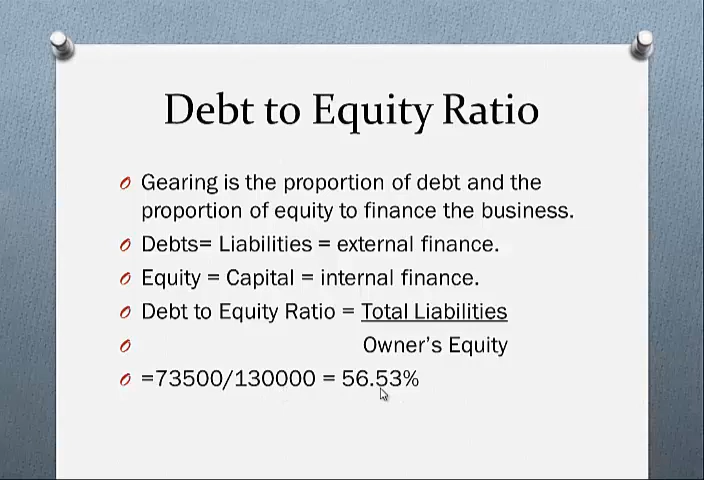 Debt to Equity Ratio
Gearing is the proportion of debt and the
proportion of equity to finance the business.
Debts= Liabilities = external finance.
Equity = Capital = internal finance.
Debt to Equity Ratio = Total Liabilities
Owner's Equity
=73500/130000 = 56.53%